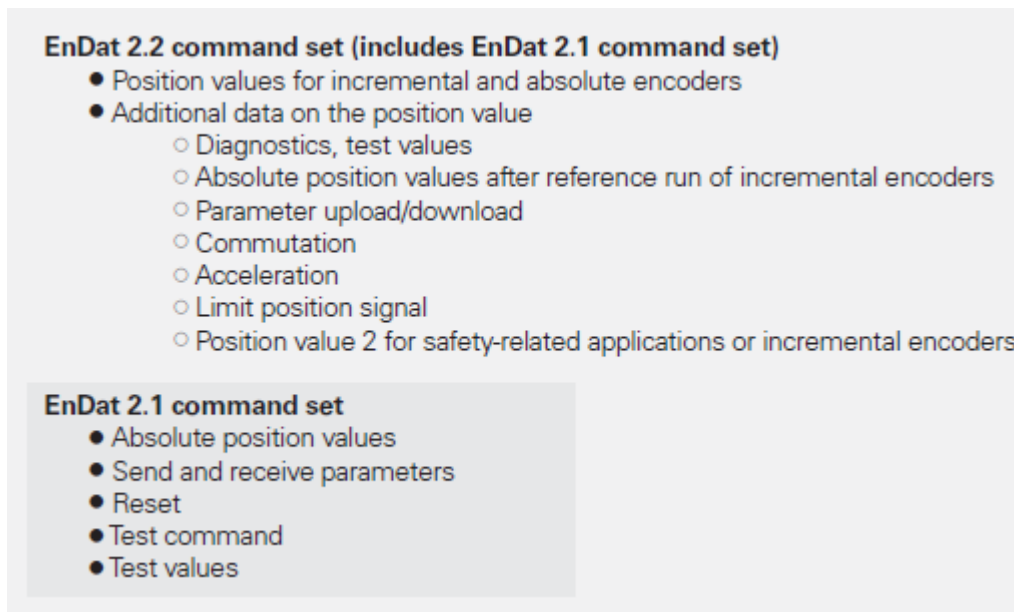 EnDat 2.2 command set (includes EnDat 2.1 command set)
● Position values for incremental and absolute encoders
● Additional data on the position value
○ Diagnostics, test values
○ Absolute position values after reference run of incremental encoders
○ Parameter upload/download
○ Commutation
○ Acceleration
○ Limit position signal
○ Position value 2 for safety-related applications or incremental encoders
EnDat 2.1 command set
● Absolute position values
● Send and receive parameters
● Reset
● Test command
● Test values